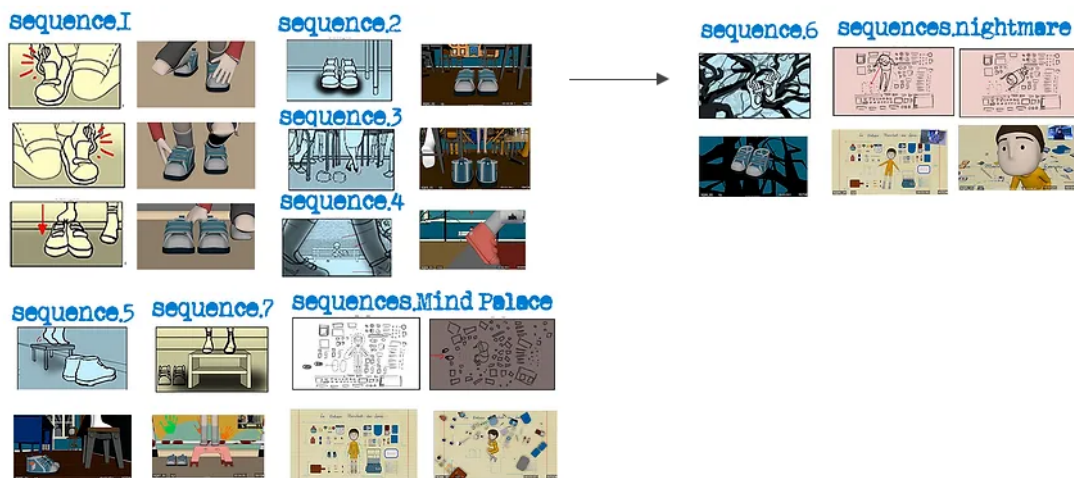 sequence.1
sequence.2
sequence.3
sequence.4
sequence.5
sequence.7
sequences.Mind Palace
sequence.6
sequences.nightmare